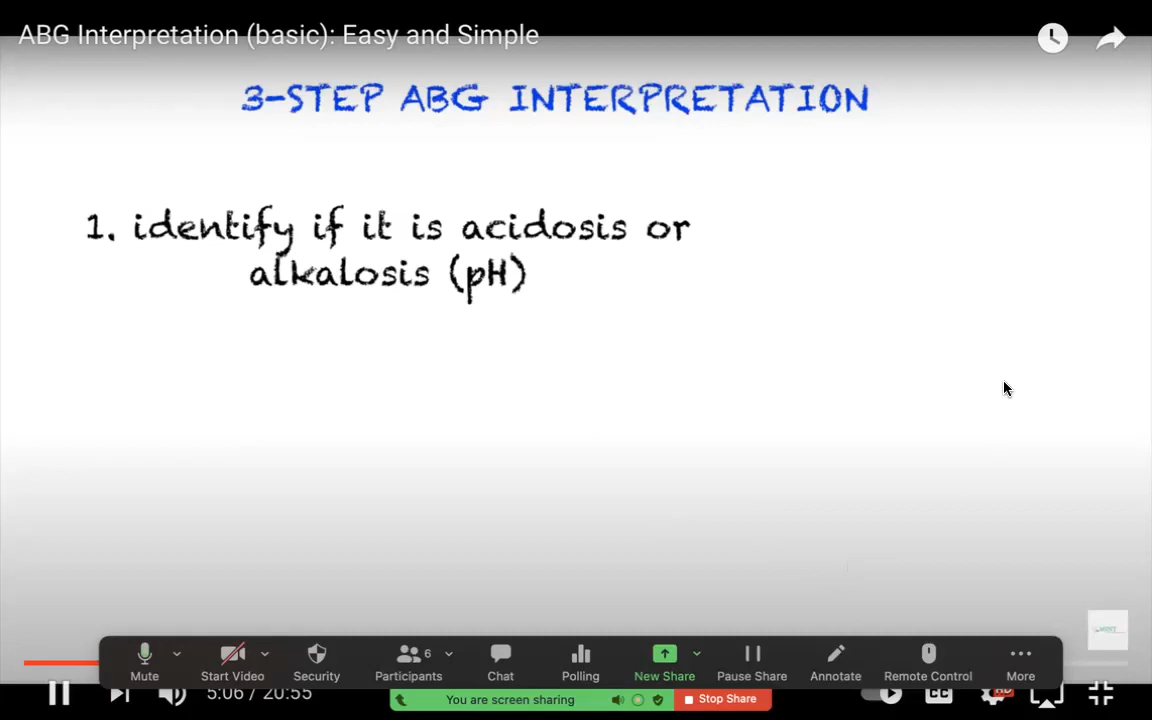 ABG Interpretation (basic): Easy and Simple
3-STEP ABG INTERPRETATION
1. identify if it is acidosis or
alkalosis (pH)
Mute
Start Video
Security
6
Participants
Chat
Polling
New Share
Pause Share
Annotate
Remote Control
More
5:06 / 20:55
You are screen sharing
Stop Share
CC
HD